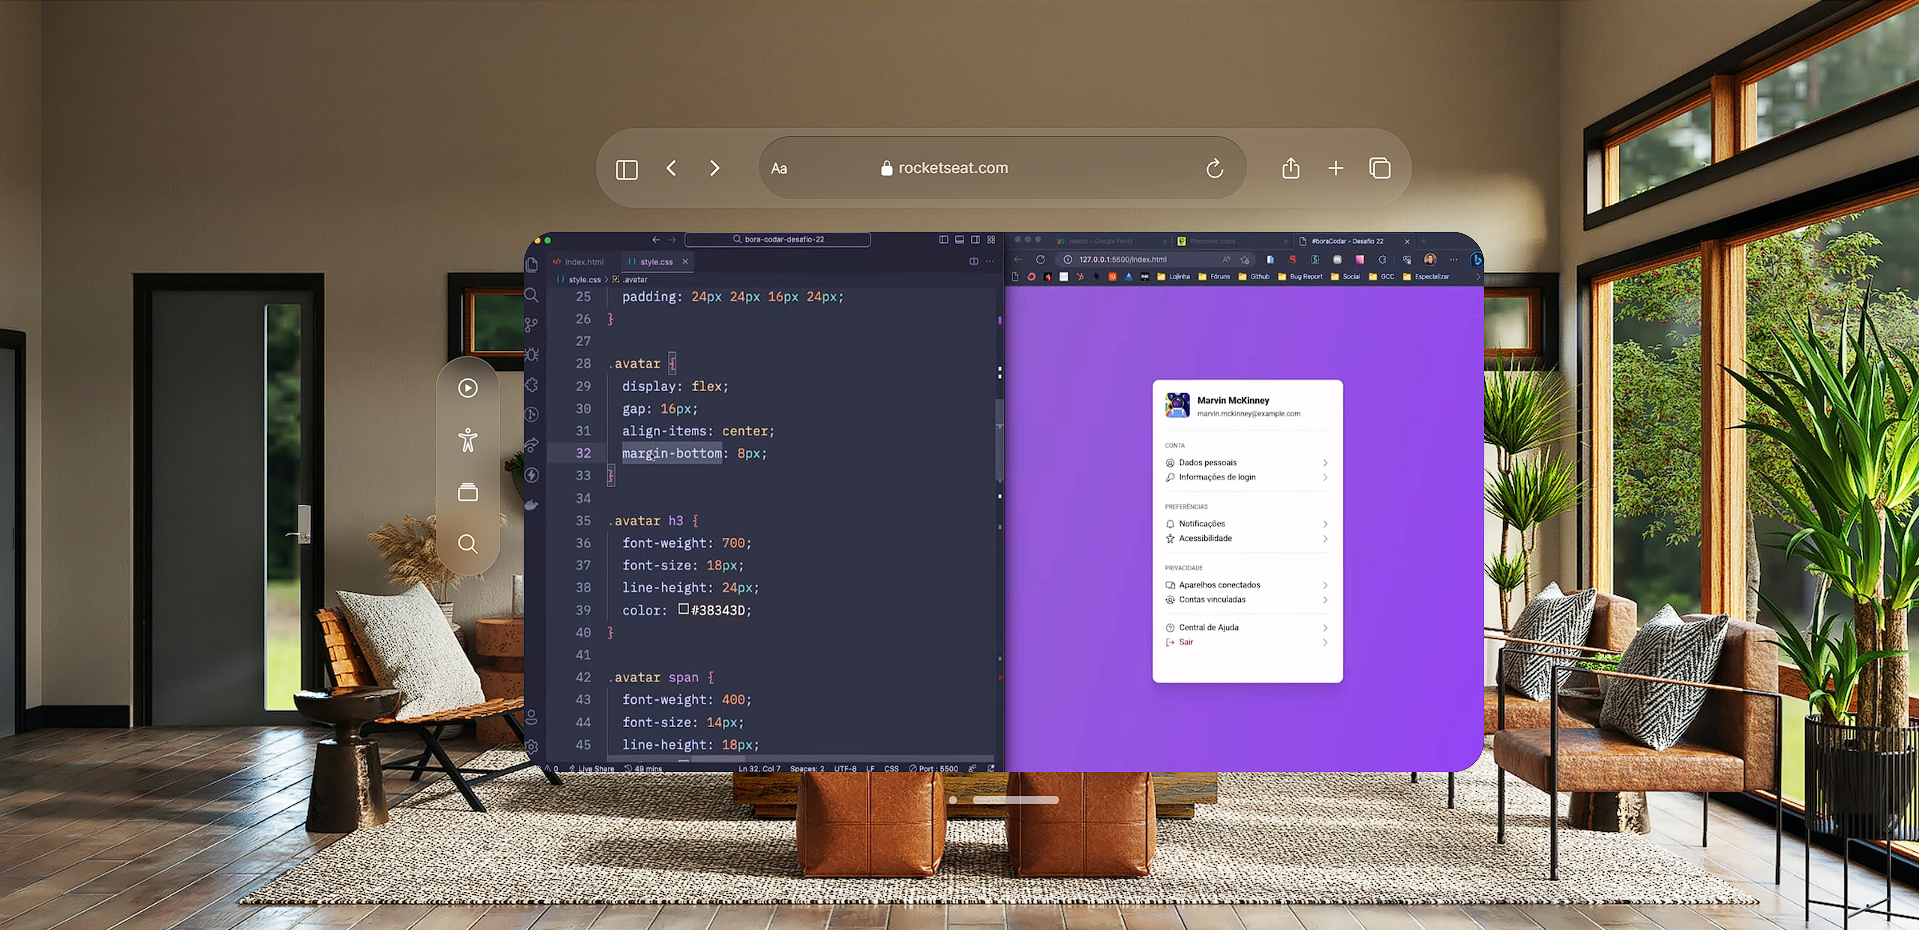 Aa
rocketseat.com
bora-codar-desafio-22
index.html
style.css
style.css > .avatar
25 padding: 24px 24px 16px 24px;
26 }
27
28 .avatar {
29 display: flex;
30 gap: 16px;
31 align-items: center;
32 margin-bottom: 8px;
33 }
34
35 .avatar h3 {
36 font-weight: 700;
37 font-size: 18px;
38 line-height: 24px;
39 color: #38343D;
40 }
41
42 .avatar span {
43 font-weight: 400;
44 font-size: 14px;
45 line-height: 18px;
0 Live Share 49 mins Ln 32, Col 7 Spaces: 2 UTF-8 LF CSS Port : 5500
#boraCodar - Desafio 22
127.0.0.1:5500/index.html
Lojinha Fóruns Github Bug Report Social GCC Especializar
Marvin McKinney
marvin.mckinney@example.com
CONTA
Dados pessoais
Informações de login
PREFERÊNCIAS
Notificações
Acessibilidade
PRIVACIDADE
Aparelhos conectados
Contas vinculadas
Central de Ajuda
Sair